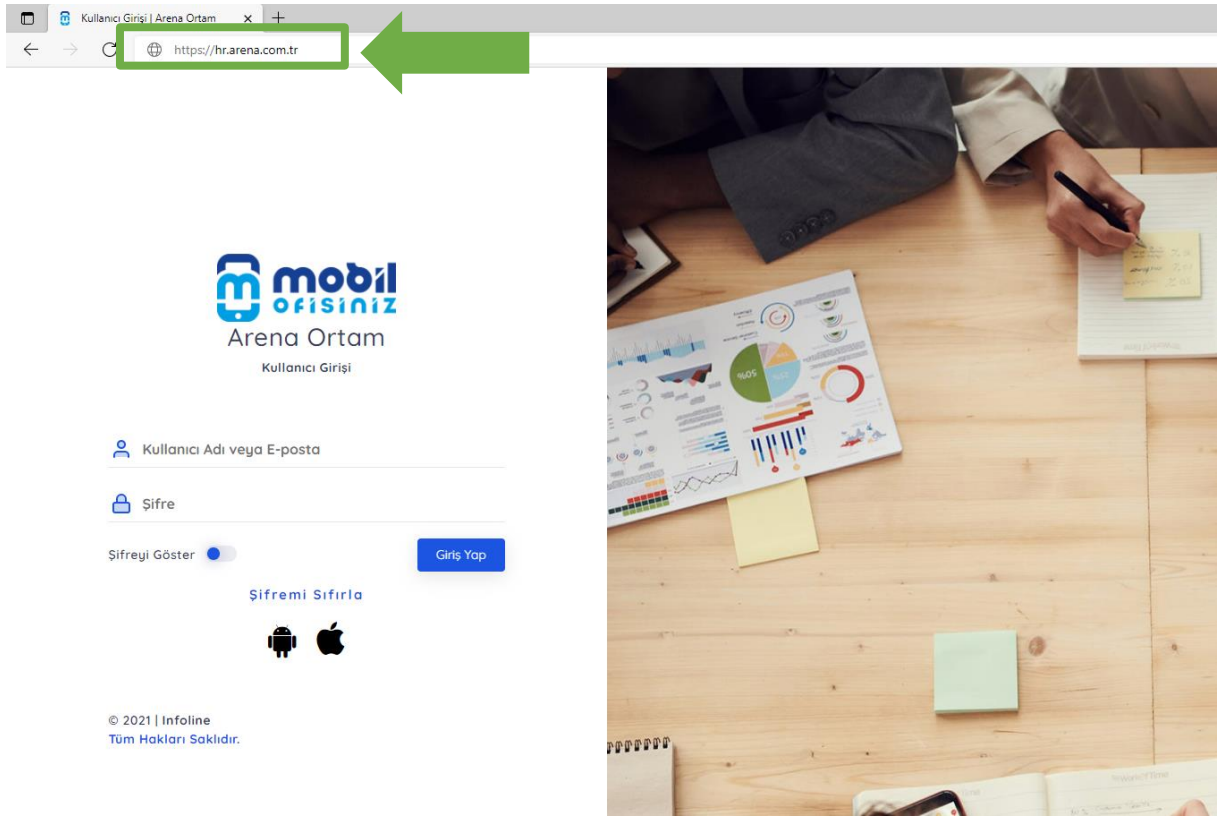 Kullanıcı Girişi | Arena Ortam
https://hr.arena.com.tr
mobil
ofisiniz
Arena Ortam
Kullanıcı Girişi
Kullanıcı Adı veya E-posta
Şifre
Şifreyi Göster
Giriş Yap
Şifremi Sıfırla
© 2021 | Infoline
Tüm Hakları Saklıdır.
50%